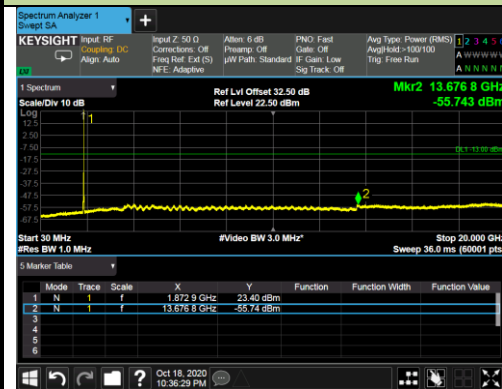 Spectrum Analyzer 1
Swept SA
+
KEYSIGHT Input: RF Input Z: 50 Ω Atten: 6 dB PNO: Fast Avg Type: Power (RMS) 1 2 3 4 5 6
Coupling: DC Corrections: Off Preamp: Off Gate: Off Avg|Hold:>100/100
Align: Auto Freq Ref: Ext (S) µW Path: Standard IF Gain: Low Trig: Free Run
NFE: Adaptive Sig Track: Off
1 Spectrum
Ref Lvl Offset 32.50 dB Mkr2 13.676 8 GHz
Scale/Div 10 dB Ref Level 22.50 dBm -55.743 dBm
Log
12.5
2.50
-7.50
-17.5
-27.5
-37.5
-47.5
-57.5
-67.5
1
DL1 -13.00 dBm
2
Start 30 MHz #Video BW 3.0 MHz* Stop 20.000 GHz
#Res BW 1.0 MHz Sweep 36.0 ms (60001 pts)
5 Marker Table
Mode Trace Scale X Y Function Function Width Function Value
1 N 1 f 1.872 9 GHz 23.40 dBm
2 N 1 f 13.676 8 GHz -55.74 dBm
3
4
5
6
? Oct 18, 2020
10:36:29 PM